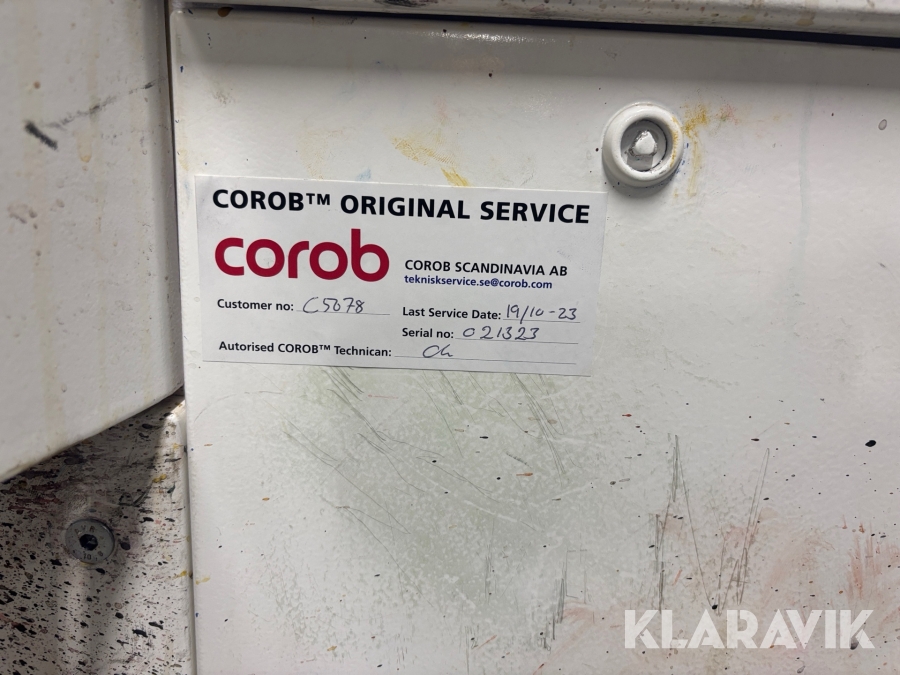 COROB™ ORIGINAL SERVICE
corob
COROB SCANDINAVIA AB
tekniskservice.se@corob.com
Customer no: C5078
Last Service Date: 19/10-23
Serial no: 021323
Autorised COROB™ Technican:
KLARAVIK